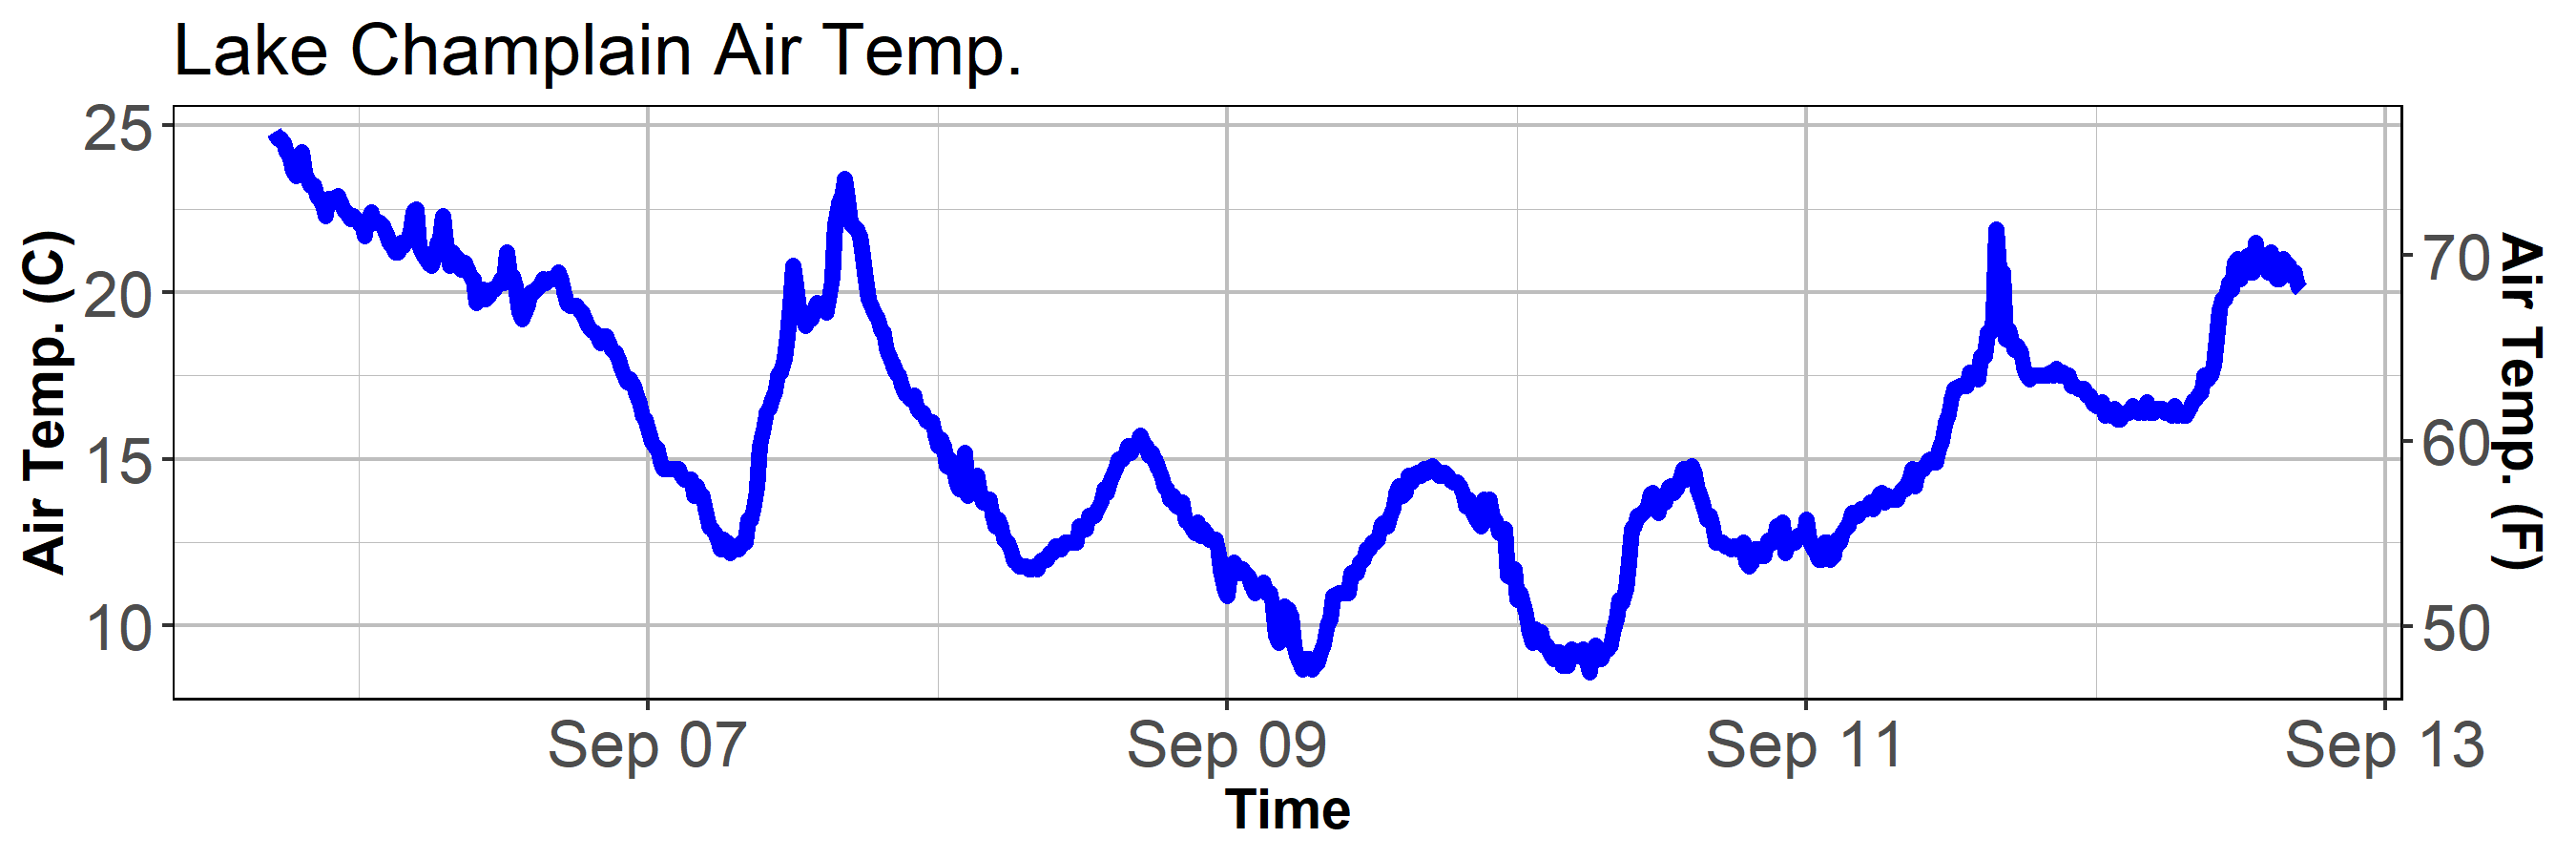 Lake Champlain Air Temp.
Air Temp. (C)
25
20
15
10
70
60
50
Air Temp. (F)
Sep 07
Sep 09
Sep 11
Sep 13
Time